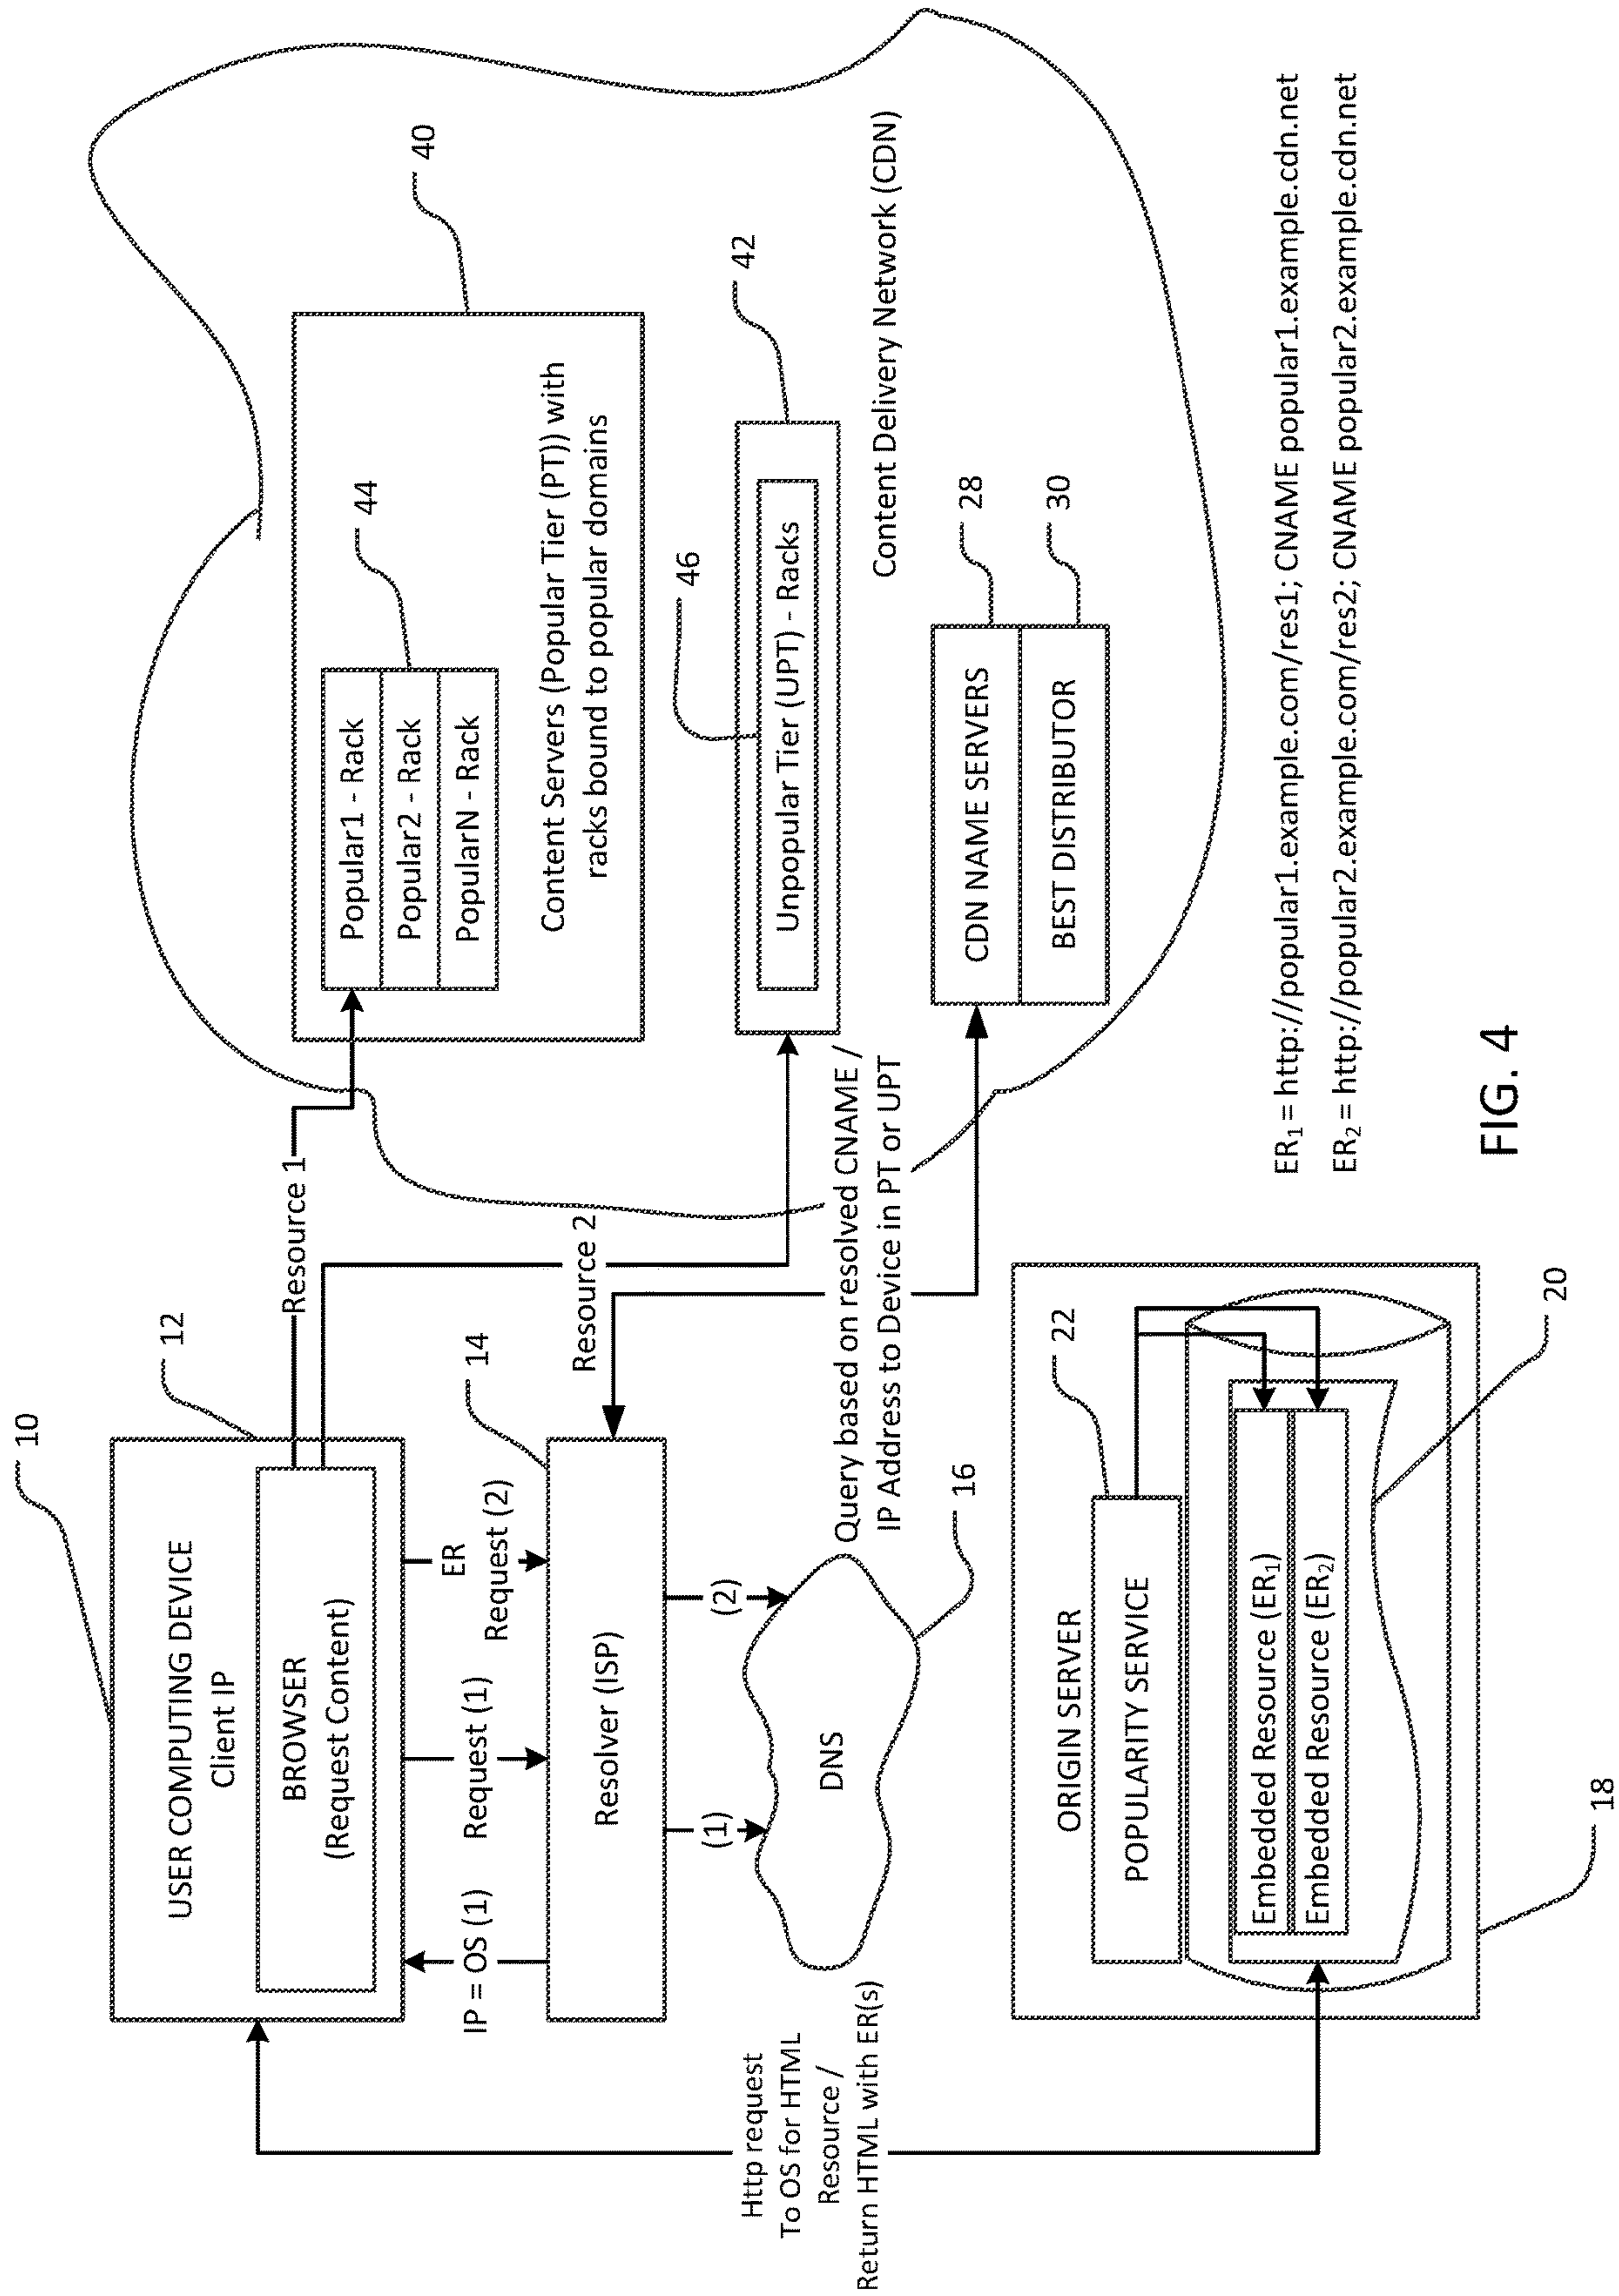 10
USER COMPUTING DEVICE
Client IP
BROWSER
(Request Content)
12
IP = OS (1)
Request (1)
ER
Request (2)
14
Resolver (ISP)
(1)
(2)
DNS
16
Http request
To OS for HTML
Resource /
Return HTML with ER(s)
Resource 1
Resource 2
Query based on resolved CNAME /
IP Address to Device in PT or UPT
ORIGIN SERVER
POPULARITY SERVICE
22
Embedded Resource (ER1)
Embedded Resource (ER2)
18
20
40
Popular1 - Rack
Popular2 - Rack
PopularN - Rack
44
Content Servers (Popular Tier (PT)) with
racks bound to popular domains
42
46
Unpopular Tier (UPT) - Racks
Content Delivery Network (CDN)
CDN NAME SERVERS
28
BEST DISTRIBUTOR
30
ER1 = http://popular1.example.com/res1; CNAME popular1.example.cdn.net
ER2 = http://popular2.example.com/res2; CNAME popular2.example.cdn.net
FIG. 4